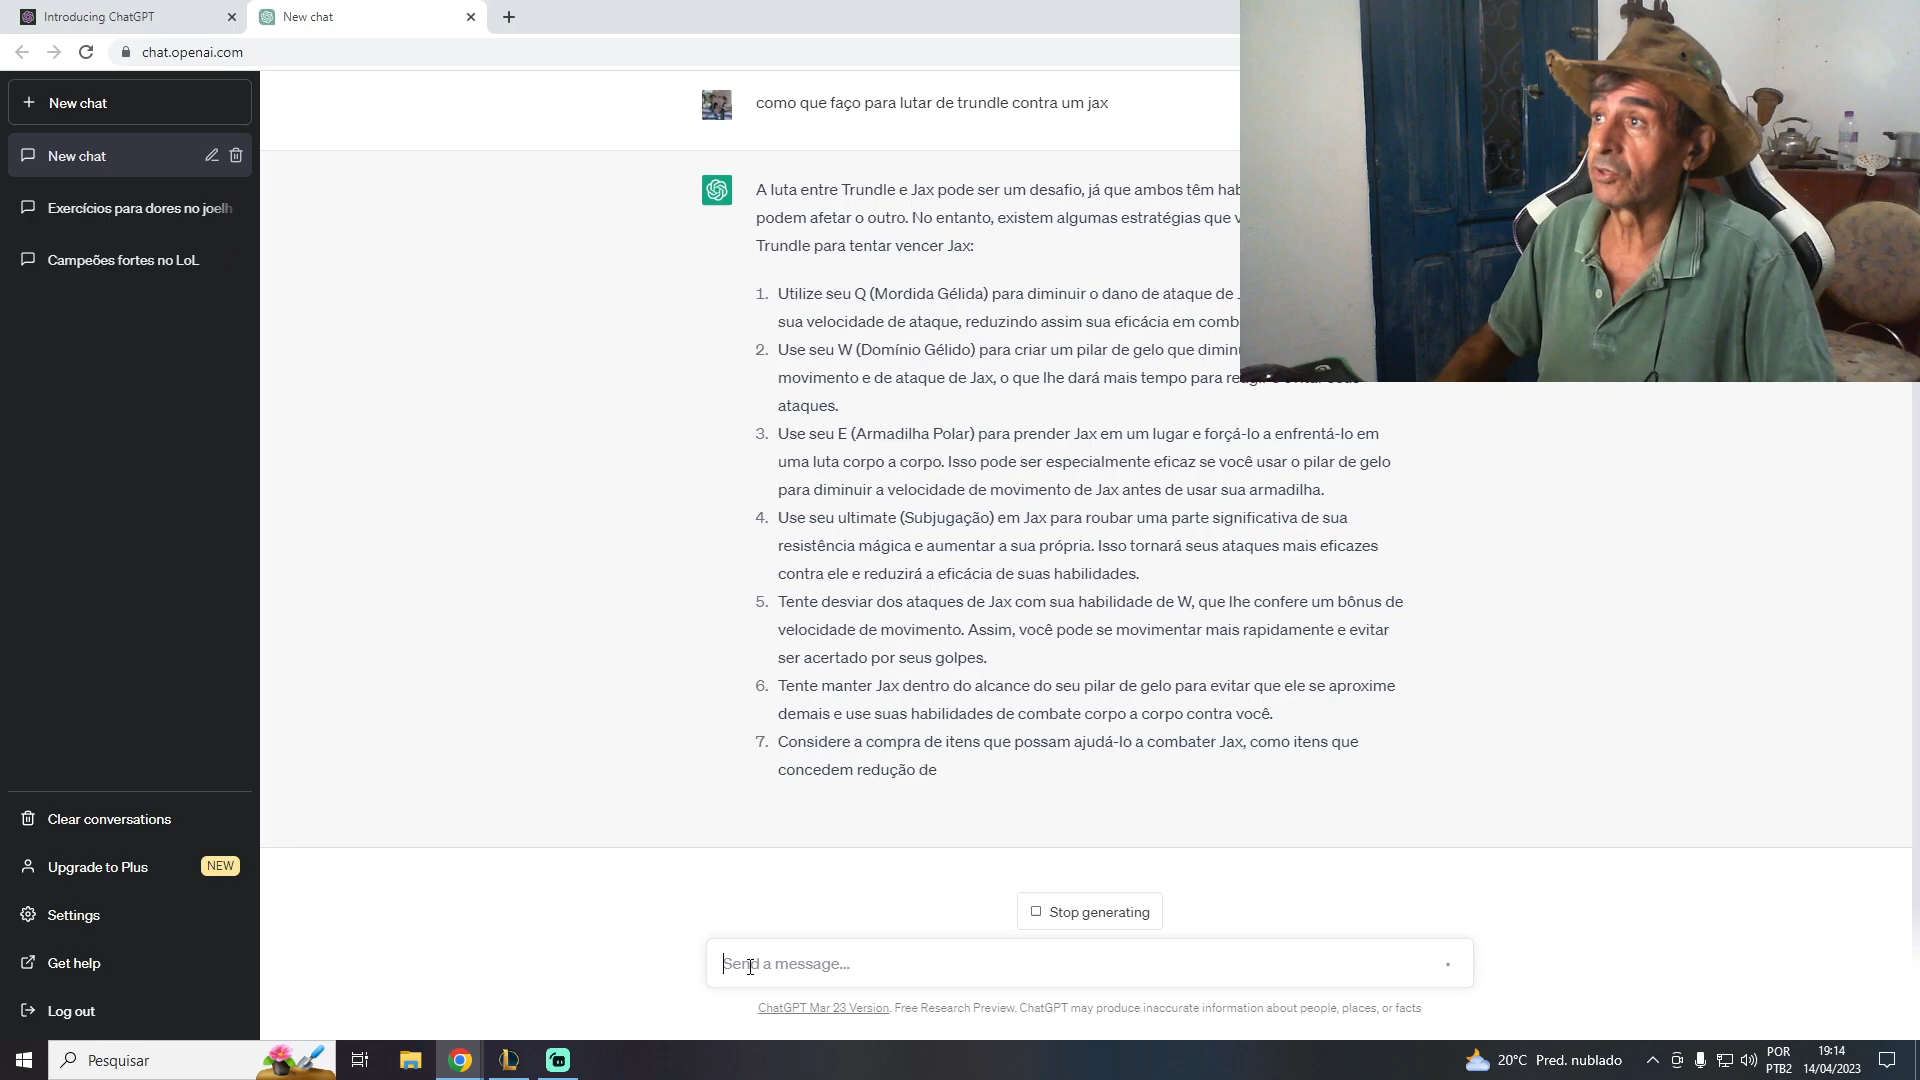 Introducing ChatGPT
New chat
chat.openai.com
New chat
New chat
Exercícios para dores no joelh
Campeões fortes no LoL
como que faço para lutar de trundle contra um jax
A luta entre Trundle e Jax pode ser um desafio, já que ambos têm hab
podem afetar o outro. No entanto, existem algumas estratégias que v
Trundle para tentar vencer Jax:
1. Utilize seu Q (Mordida Gélida) para diminuir o dano de ataque de
sua velocidade de ataque, reduzindo assim sua eficácia em comb
2. Use seu W (Domínio Gélido) para criar um pilar de gelo que diminu
movimento e de ataque de Jax, o que lhe dará mais tempo para
ataques.
3. Use seu E (Armadilha Polar) para prender Jax em um lugar e forçá-lo a enfrentá-lo em
uma luta corpo a corpo. Isso pode ser especialmente eficaz se você usar o pilar de gelo
para diminuir a velocidade de movimento de Jax antes de usar sua armadilha.
4. Use seu ultimate (Subjugação) em Jax para roubar uma parte significativa de sua
resistência mágica e aumentar a sua própria. Isso tornará seus ataques mais eficazes
contra ele e reduzirá a eficácia de suas habilidades.
5. Tente desviar dos ataques de Jax com sua habilidade de W, que lhe confere um bônus de
velocidade de movimento. Assim, você pode se movimentar mais rapidamente e evitar
ser acertado por seus golpes.
6. Tente manter Jax dentro do alcance do seu pilar de gelo para evitar que ele se aproxime
demais e use suas habilidades de combate corpo a corpo contra você.
7. Considere a compra de itens que possam ajudá-lo a combater Jax, como itens que
concedem redução de
Clear conversations
Upgrade to Plus NEW
Settings
Get help
Log out
Stop generating
Send a message...
ChatGPT Mar 23 Version. Free Research Preview. ChatGPT may produce inaccurate information about people, places, or facts
Pesquisar
20°C Pred. nublado
POR
PTB2
19:14
14/04/2023